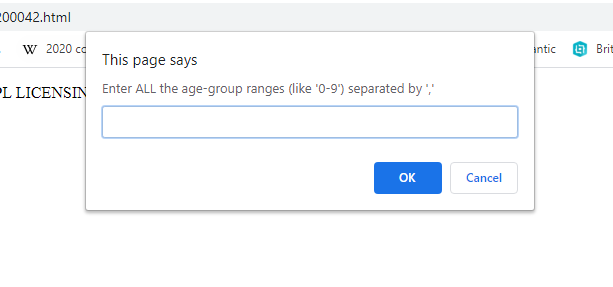 200042.html
W 2020 co
antic
Brit
This page says
PL LICENSIN
Enter ALL the age-group ranges (like '0-9') separated by ','
OK
Cancel